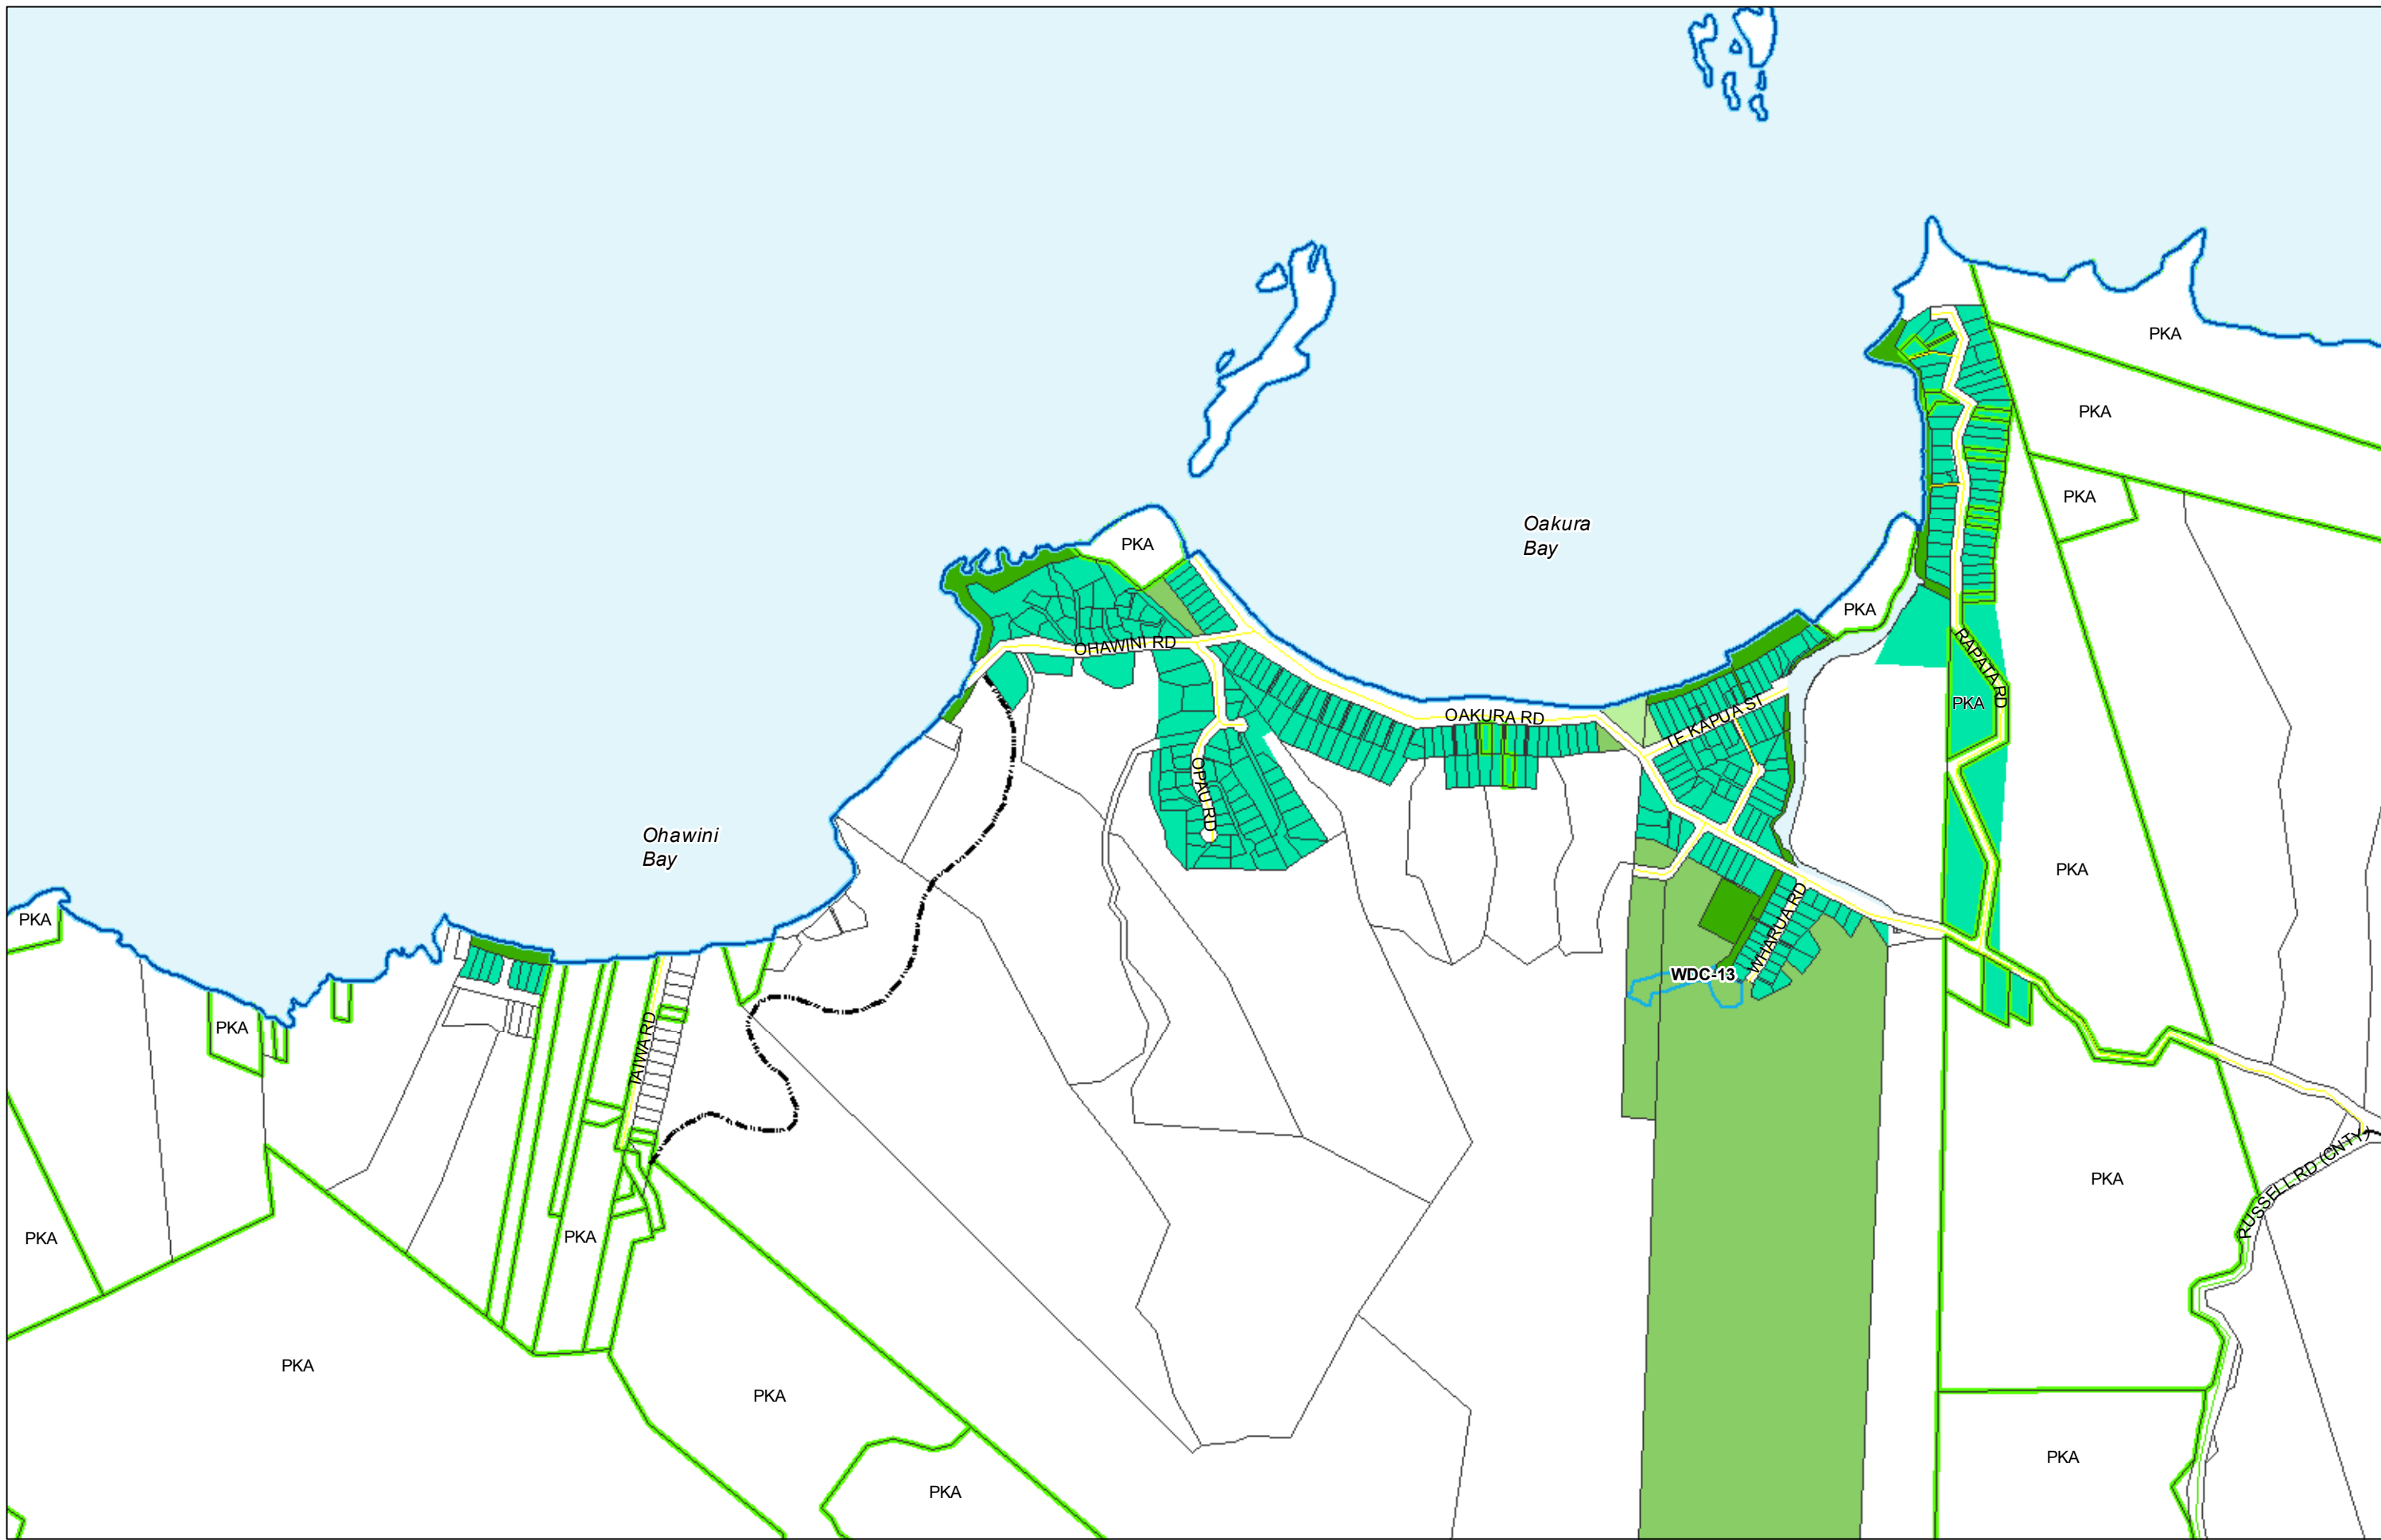 PKA
PKA
PKA
Oakura
Bay
PKA
PKA
OHAWINI RD
RAPATA RD
PKA
OAKURA RD
TE KAPUA ST
OPAU RD
Ohawini
Bay
PKA
WHARUA RD
PKA
WDC-13
PKA
TAIWA RD
PKA
RUSSELL RD (CNTY)
PKA
PKA
PKA
PKA
PKA
PKA